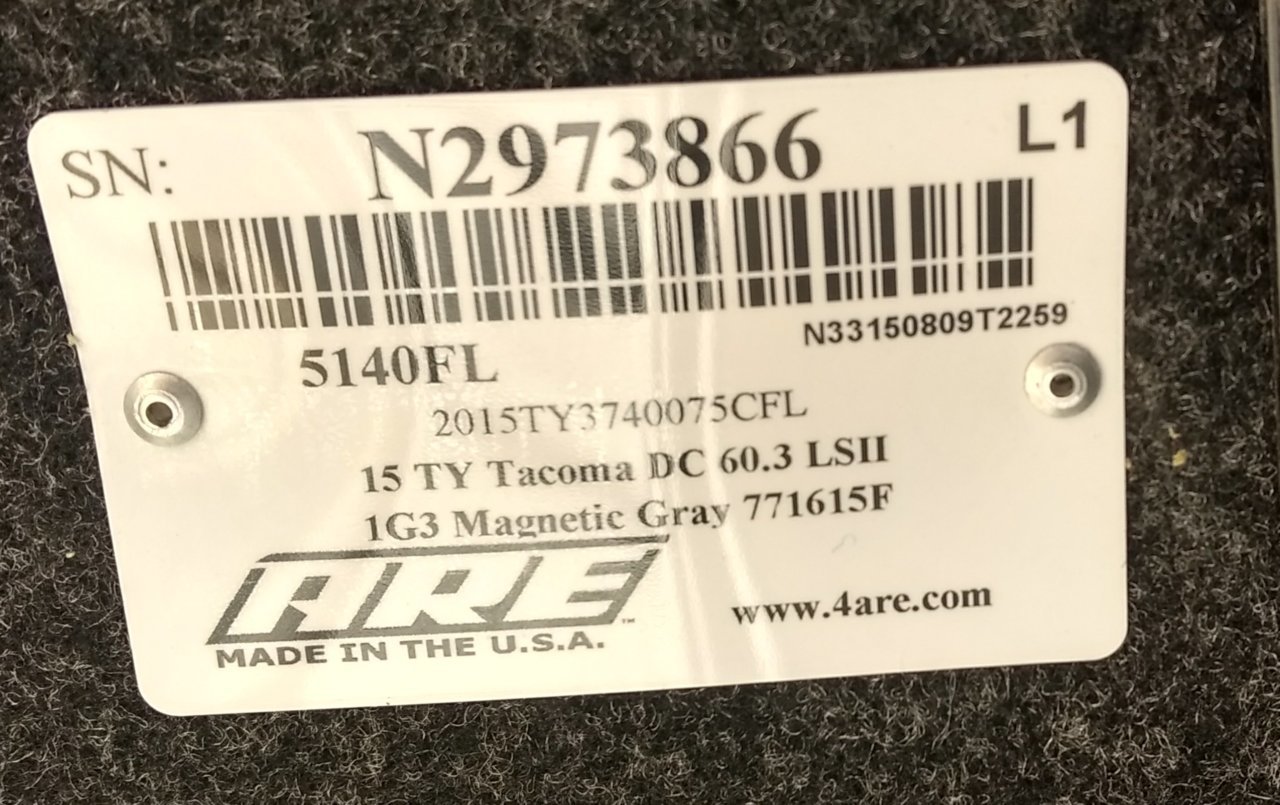 SN: N2973866 L1
N33150809T2259
5140FL
2015TY3740075CFL
15 TY Tacoma DC 60.3 LSII
1G3 Magnetic Gray 771615F
ARE™
www.4are.com
MADE IN THE U.S.A.